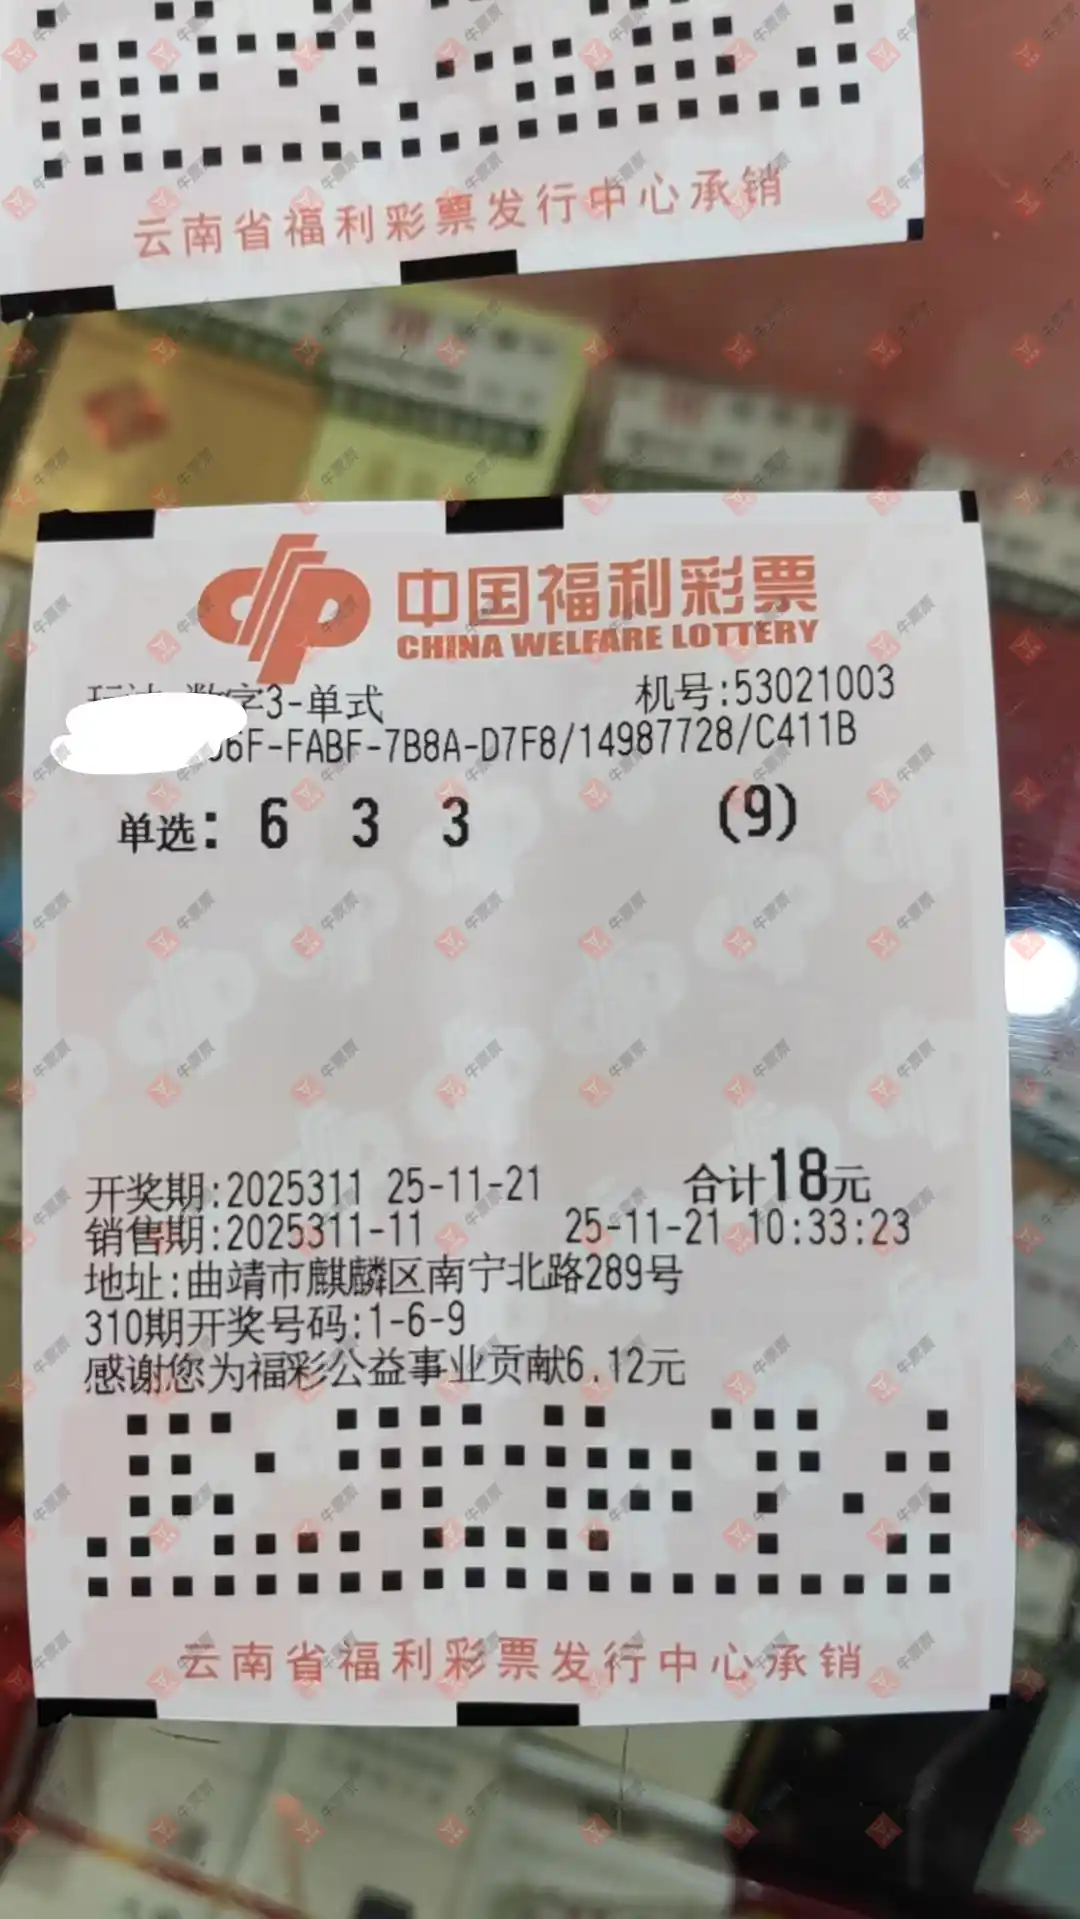 云南省福利彩票发行中心承销
中国福利彩票
CHINA WELFARE LOTTERY
数字3-单式 机号:53021003
06F-FABF-7B8A-D7F8/14987728/C411B
单选: 6 3 3 (9)
开奖期:2025311 25-11-21 合计18元
销售期:2025311-11 25-11-21 10:33:23
地址:曲靖市麒麟区南宁北路289号
310期开奖号码:1-6-9
感谢您为福彩公益事业贡献6.12元
云南省福利彩票发行中心承销
牛票票